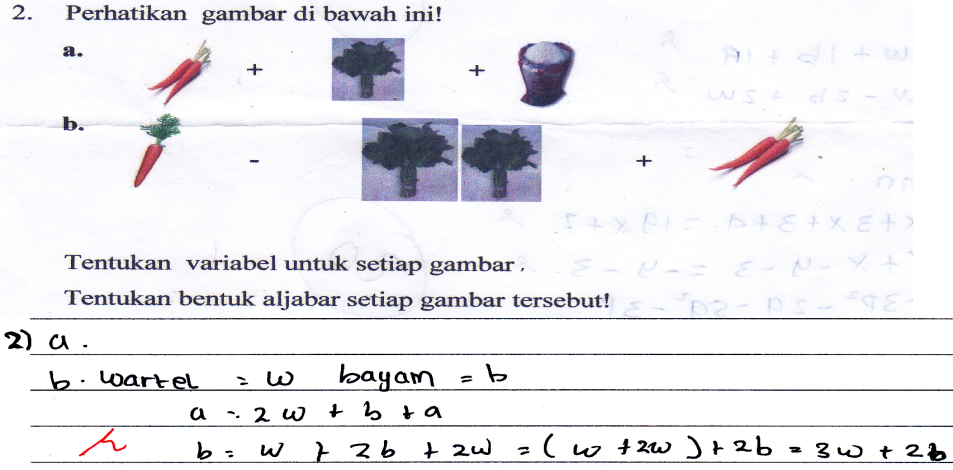 2. Perhatikan gambar di bawah ini!
a.
+ +
b.
- +
Tentukan variabel untuk setiap gambar.
Tentukan bentuk aljabar setiap gambar tersebut!
2) a.
b. wartel = w bayam = b
a = 2w + b + a
b = w + 2b + 2w = (w + 2w) + 2b = 3w + 2b